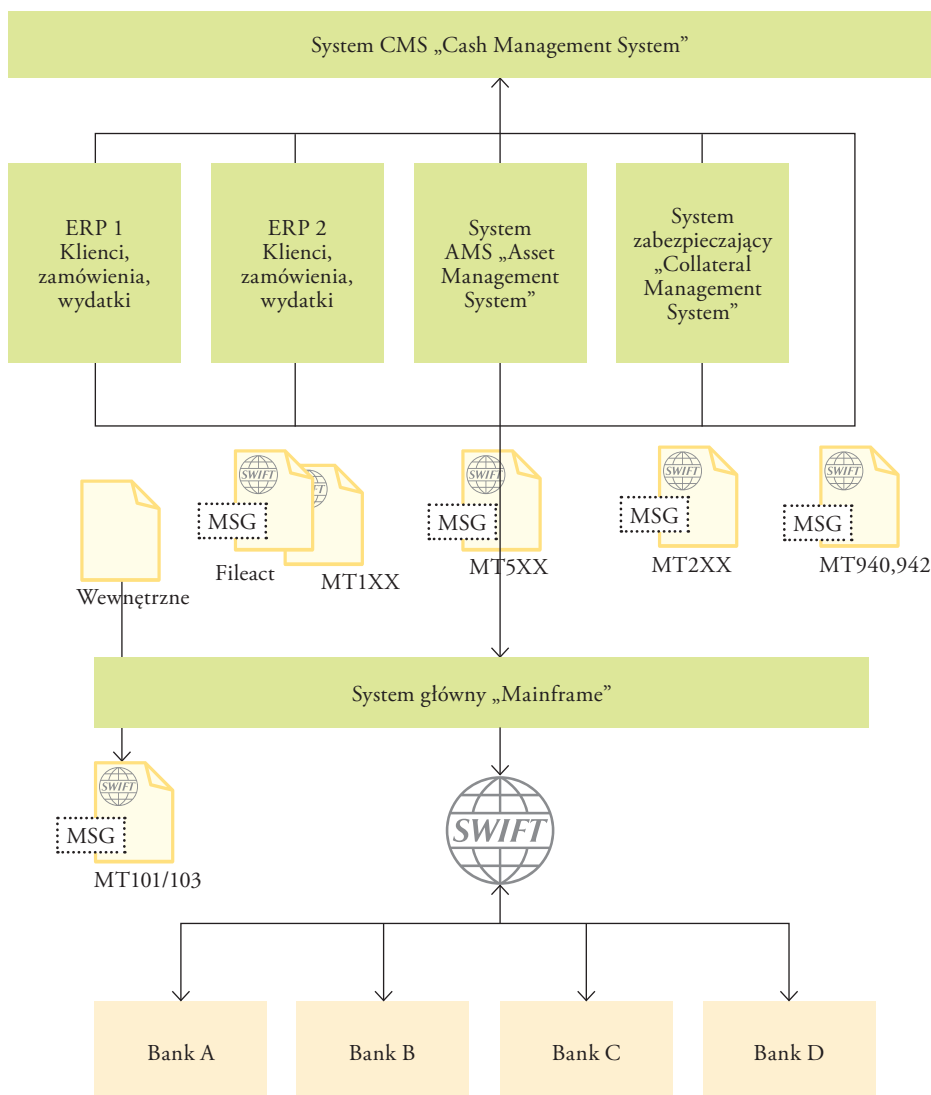 System CMS „Cash Management System”
ERP 1
Klienci,
zamówienia,
wydatki
ERP 2
Klienci,
zamówienia,
wydatki
System
AMS „Asset
Management
System”
System
zabezpieczający
„Collateral
Management
System”
Wewnętrzne
SWIFT
MSG
Fileact
SWIFT
MT1XX
SWIFT
MSG
MT5XX
SWIFT
MSG
MT2XX
SWIFT
MSG
MT940,942
System główny „Mainframe”
SWIFT
MSG
MT101/103
SWIFT
Bank A
Bank B
Bank C
Bank D